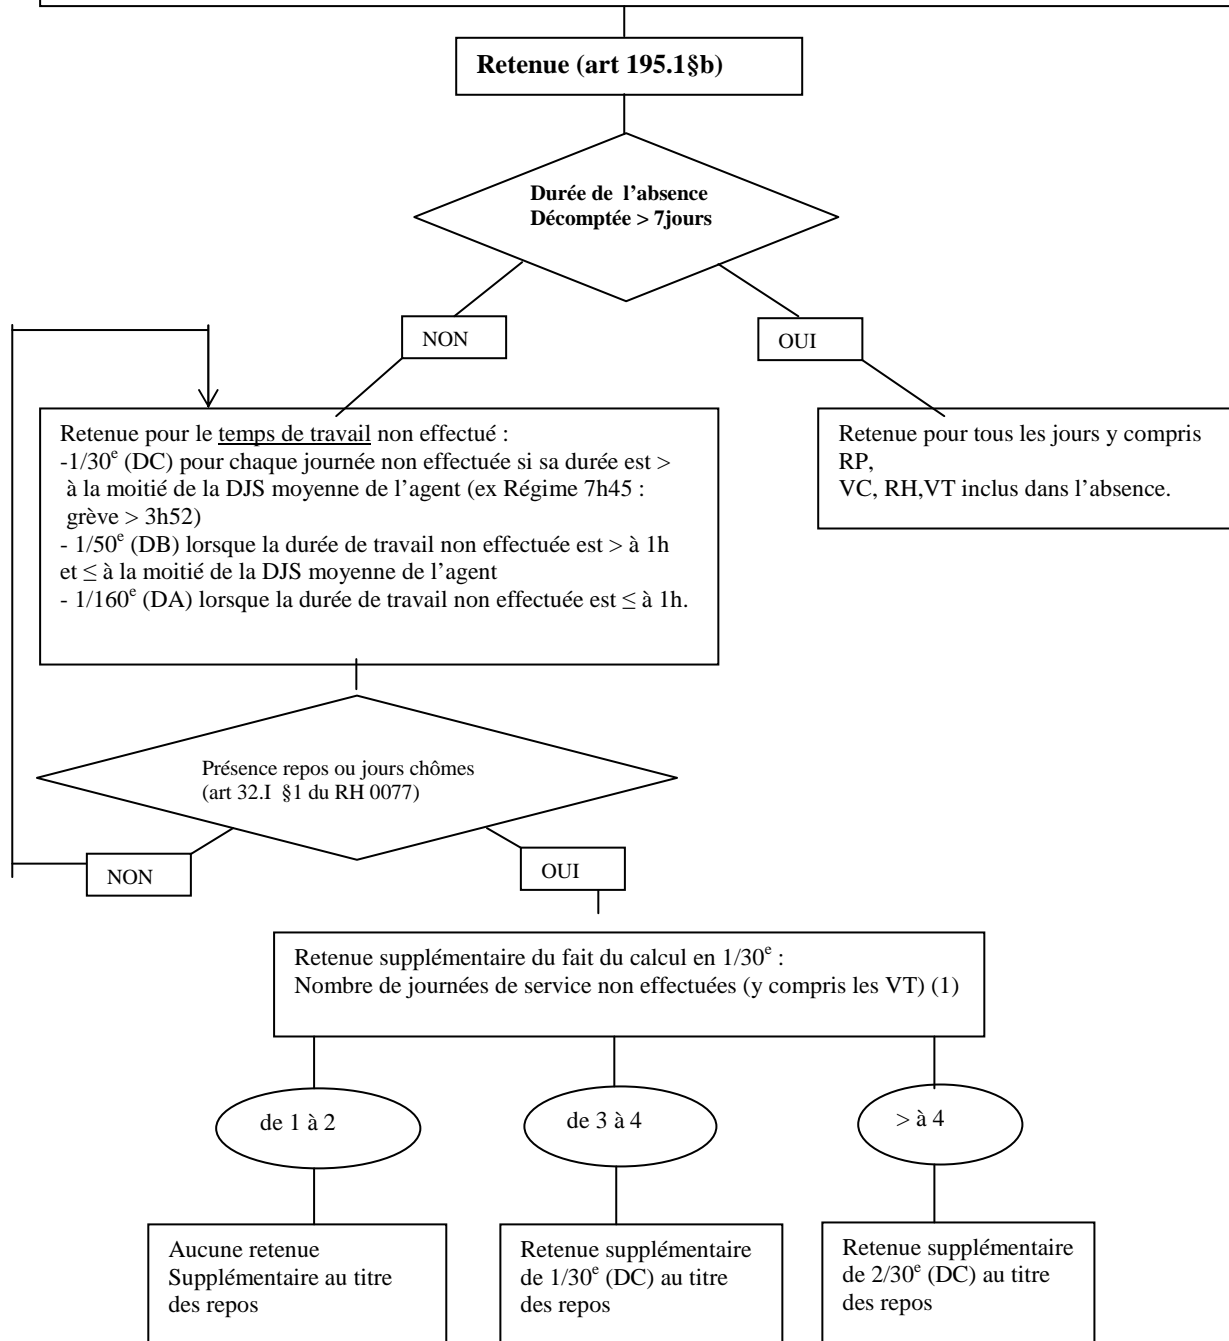 Retenue (art 195.1§b)
Durée de l’absence
Décomptée > 7jours
NON
OUI
Retenue pour le temps de travail non effectué :
-1/30e (DC) pour chaque journée non effectuée si sa durée est >
à la moitié de la DJS moyenne de l’agent (ex Régime 7h45 :
grève > 3h52)
- 1/50e (DB) lorsque la durée de travail non effectuée est > à 1h
et ≤ à la moitié de la DJS moyenne de l’agent
- 1/160e (DA) lorsque la durée de travail non effectuée est ≤ à 1h.
Retenue pour tous les jours y compris
RP,
VC, RH,VT inclus dans l’absence.
Présence repos ou jours chômes
(art 32.I §1 du RH 0077)
NON
OUI
Retenue supplémentaire du fait du calcul en 1/30e :
Nombre de journées de service non effectuées (y compris les VT) (1)
de 1 à 2
de 3 à 4
> à 4
Aucune retenue
Supplémentaire au titre
des repos
Retenue supplémentaire
de 1/30e (DC) au titre
des repos
Retenue supplémentaire
de 2/30e (DC) au titre
des repos